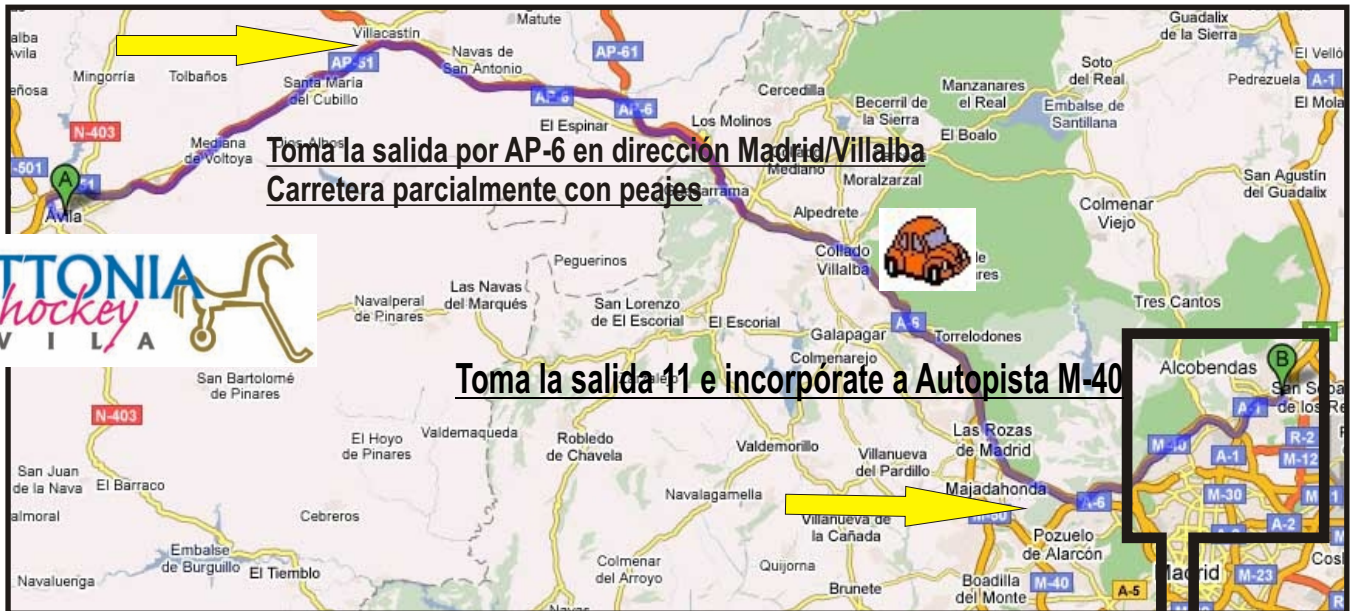 Matute
Guadalix
de la Sierra
Villacastín
AP-51
AP-61
Navas de
San Antonio
Soto
del Real
Mingorría
Tolbaños
Santa María
del Cubillo
Cercedilla
Manzanares
el Real
Pedrezuela
A-1
AP-6
AP-6
Becerril de
la Sierra
Embalse de
Santillana
N-403
El Espinar
Los Molinos
El Boalo
Mediana
de Voltoya
Toma la salida por AP-6 en dirección Madrid/Villalba
Carretera parcialmente con peajes
Mediano
Moralzarzal
San Agustín
del Guadalix
-501
A
51
Ávila
Alpedrete
Colmenar
Viejo
Collado
Villalba
TTONIA
hockey
VILA
Peguerinos
Las Navas
del Marqués
Navalperal
de Pinares
San Lorenzo
de El Escorial
El Escorial
Galapagar
A-6
Torrelodones
Tres Cantos
Colmenarejo
Toma la salida 11 e incorpórate a Autopista M-40
Alcobendas
B
San Seba
de los Re
San Bartolomé
de Pinares
N-403
A-1
El Hoyo
de Pinares
Valdemaqueda
Robledo
de Chavela
Valdemorillo
Villanueva
del Pardillo
Las Rozas
de Madrid
M-40
A-1
R-2
M-12
San Juan
de la Nava
El Barraco
Navalagamella
Majadahonda
M-50
A-6
M-30
almoral
Cebreros
Villanueva de
la Cañada
Pozuelo
de Alarcón
A-2
Embalse
de Burguillo
El Tiemblo
Colmenar
del Arroyo
Quijorna
Navaluenga
Brunete
Boadilla
del Monte
M-40
A-5
Madrid
M-23
Navas